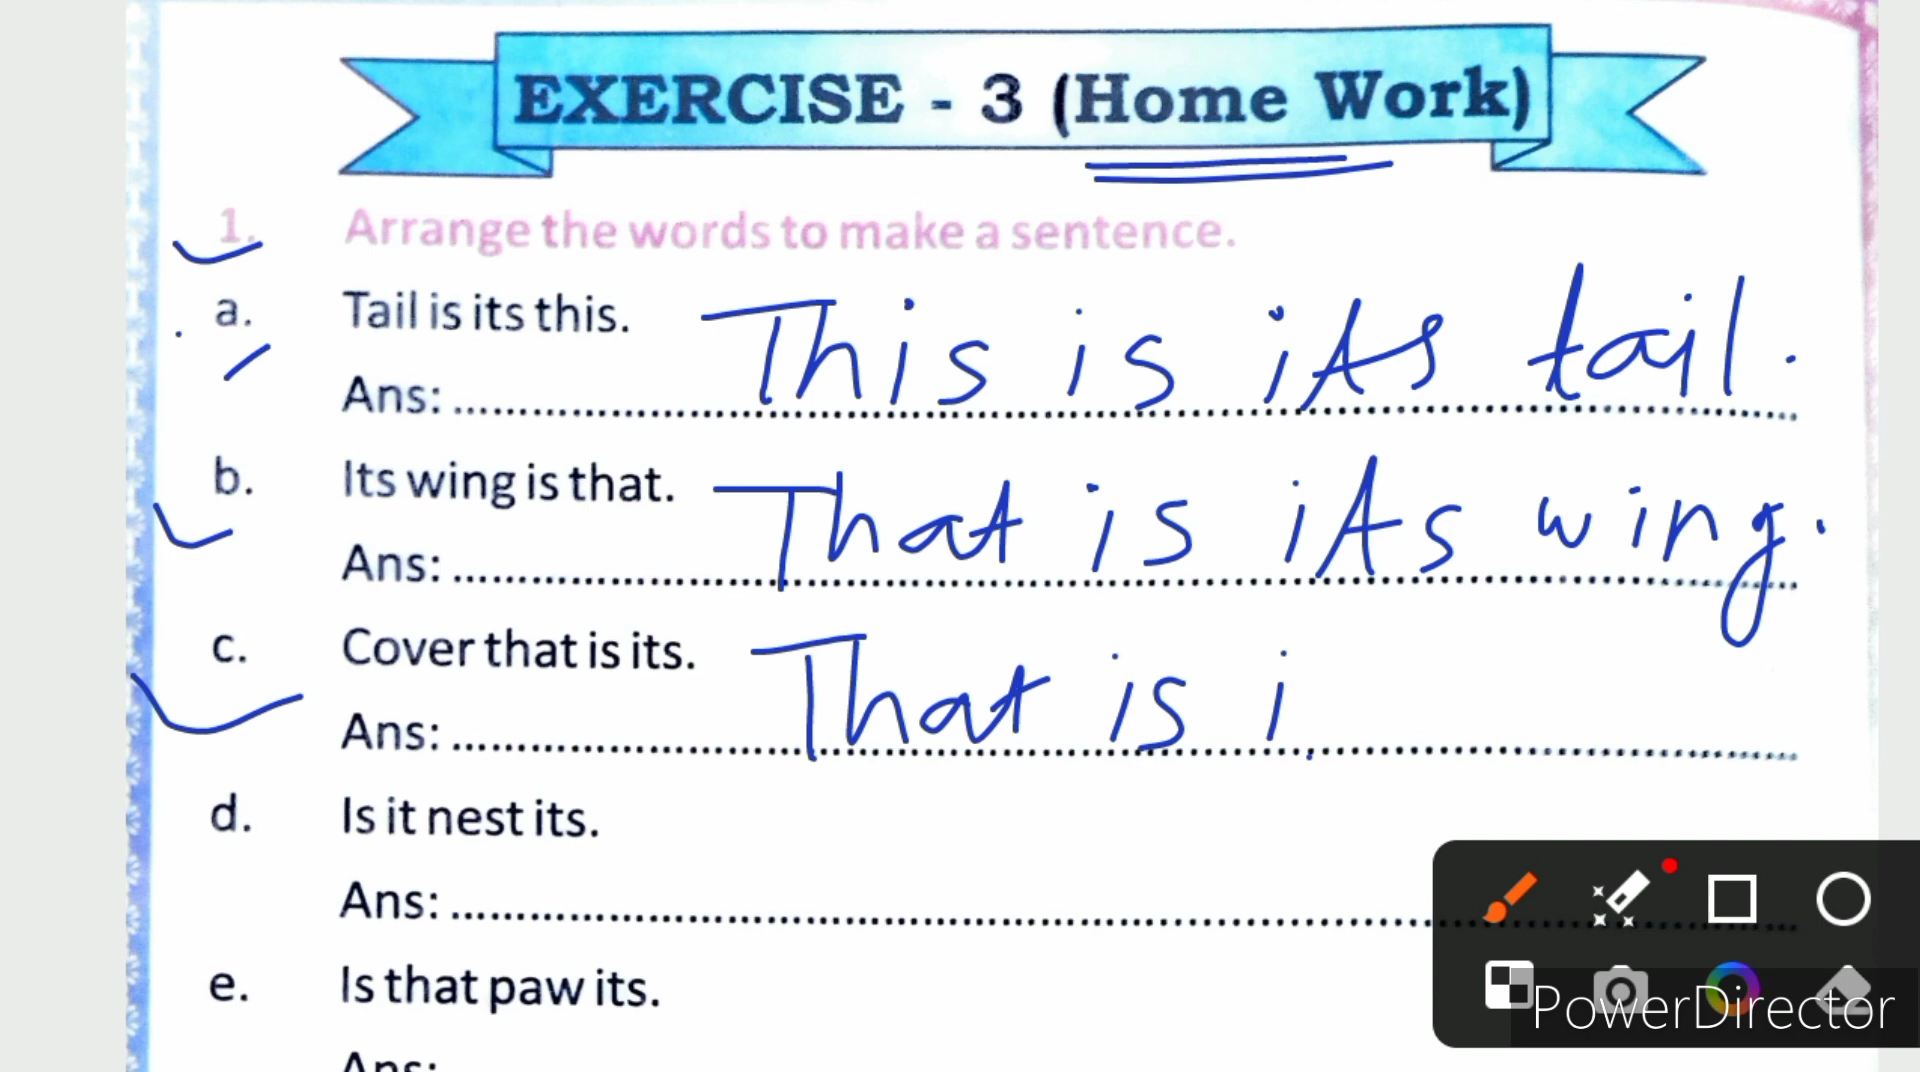 EXERCISE - 3 (Home Work)
1. Arrange the words to make a sentence.
a. Tail is its this. This is its tail.
Ans:
b. Its wing is that. That is its wing.
Ans:
c. Cover that is its. That is i
Ans:
d. Is it nest its.
Ans:
e. Is that paw its.
Ans:
PowerDirector